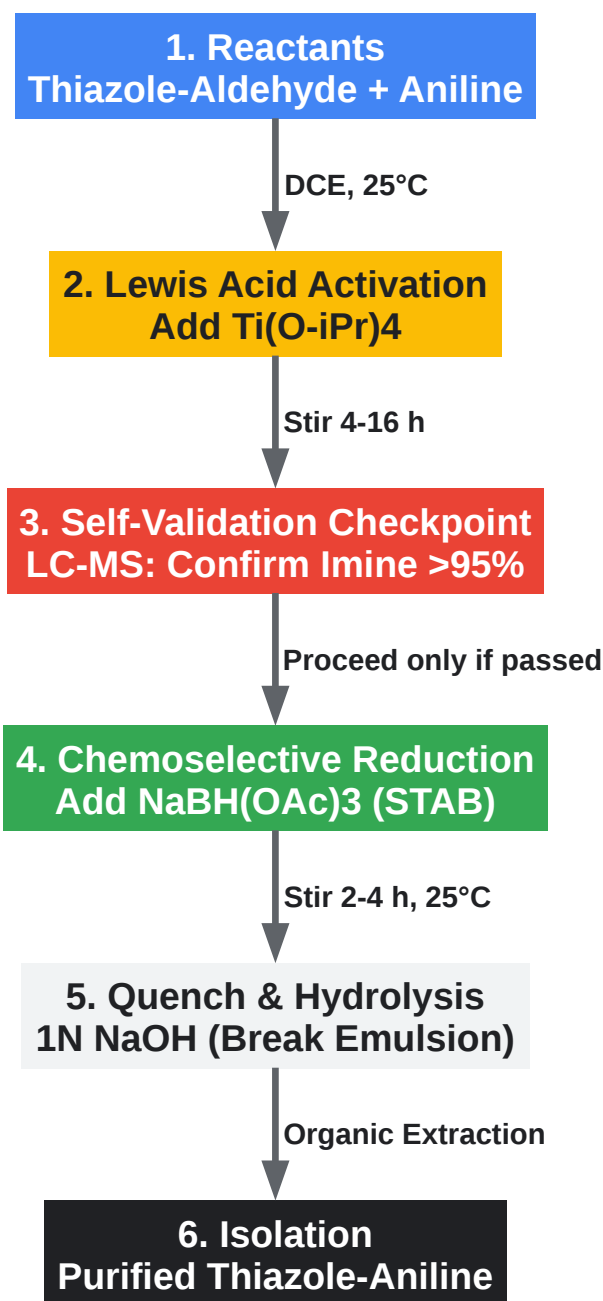 1. Reactants
Thiazole-Aldehyde + Aniline
DCE, 25°C
2. Lewis Acid Activation
Add Ti(O-iPr)4
Stir 4-16 h
3. Self-Validation Checkpoint
LC-MS: Confirm Imine >95%
Proceed only if passed
4. Chemoselective Reduction
Add NaBH(OAc)3 (STAB)
Stir 2-4 h, 25°C
5. Quench & Hydrolysis
1N NaOH (Break Emulsion)
Organic Extraction
6. Isolation
Purified Thiazole-Aniline